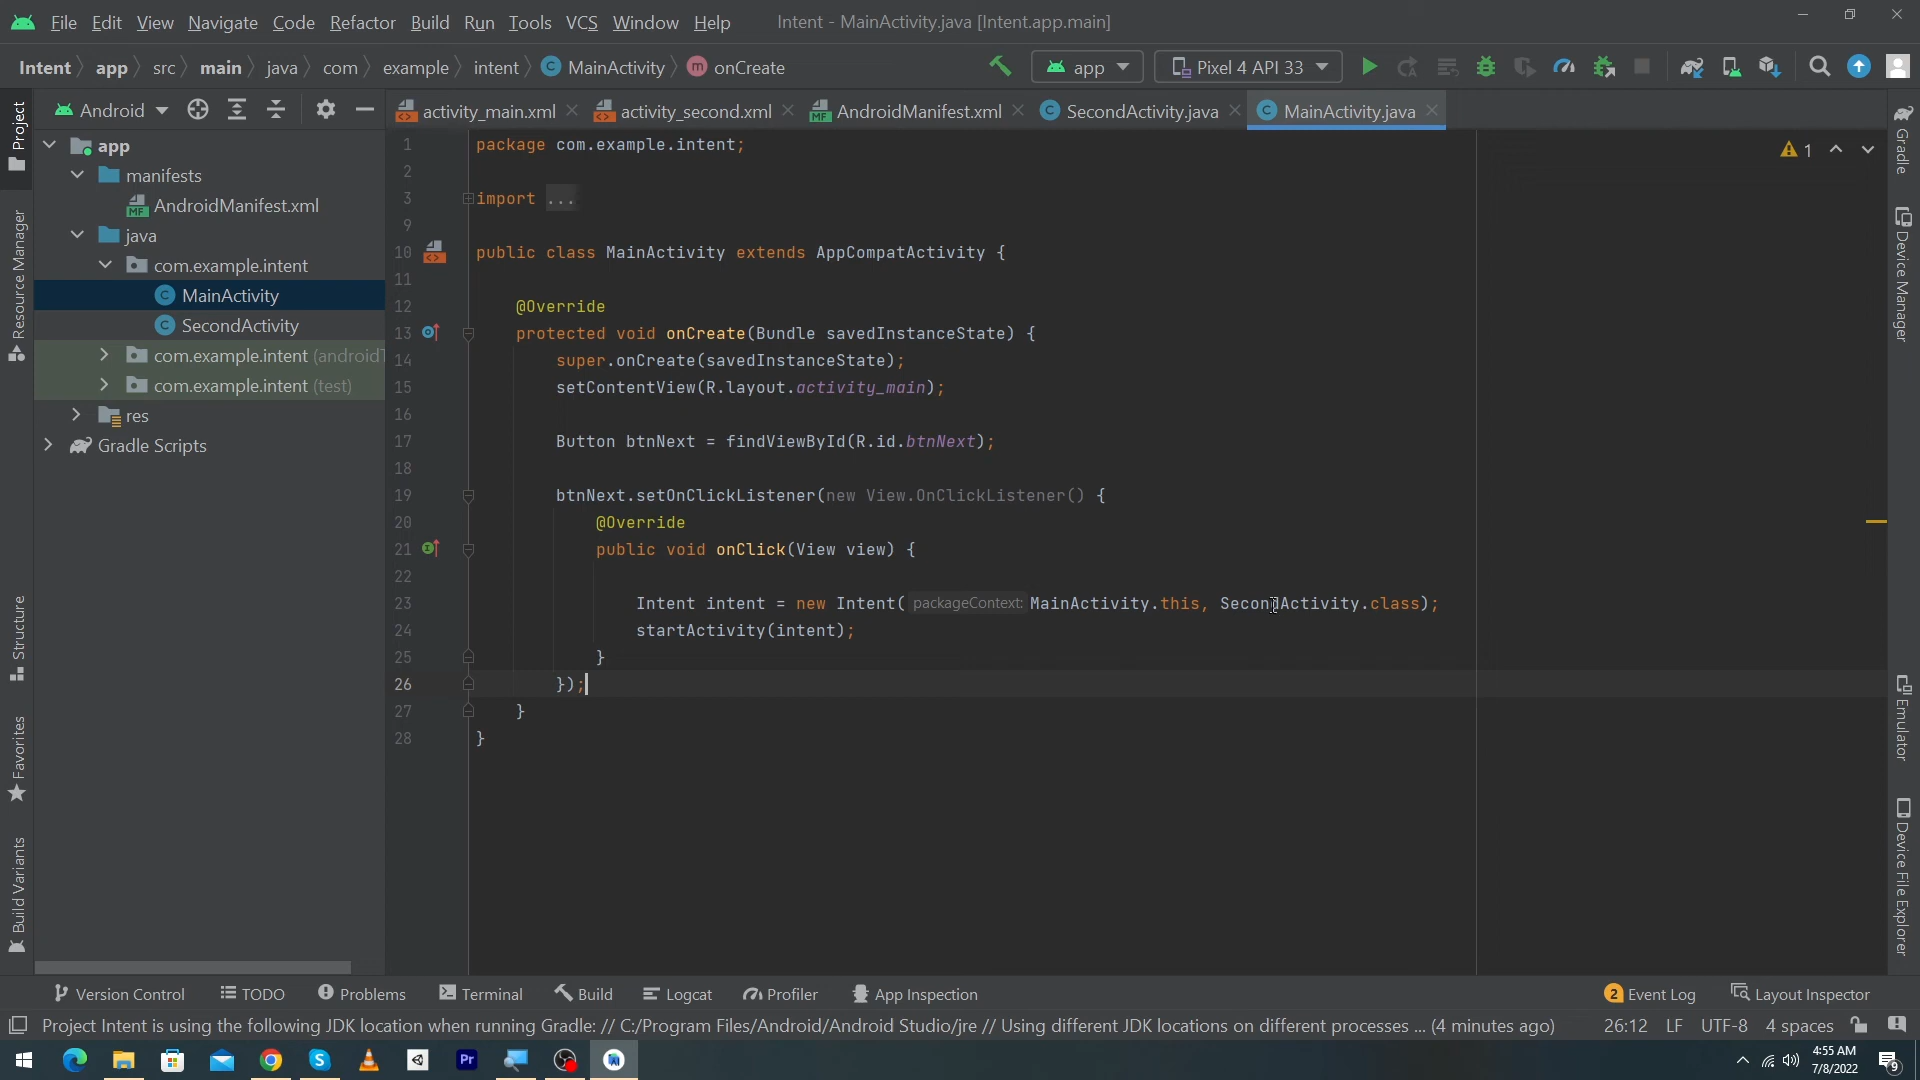 File Edit View Navigate Code Refactor Build Run Tools VCS Window Help Intent - MainActivity.java [Intent.app.main]
Intent app src main java com example intent C MainActivity m onCreate app Pixel 4 API 33
Android activity_main.xml activity_second.xml MF AndroidManifest.xml C SecondActivity.java C MainActivity.java
Project
Resource Manager
Structure
Favorites
Build Variants
app
manifests
MF AndroidManifest.xml
java
com.example.intent
C MainActivity
C SecondActivity
com.example.intent (androidT
com.example.intent (test)
res
Gradle Scripts
1 package com.example.intent;
2
3 import ...
9
10 public class MainActivity extends AppCompatActivity {
11
12 @Override
13 protected void onCreate(Bundle savedInstanceState) {
14 super.onCreate(savedInstanceState);
15 setContentView(R.layout.activity_main);
16
17 Button btnNext = findViewById(R.id.btnNext);
18
19 btnNext.setOnClickListener(new View.OnClickListener() {
20 @Override
21 public void onClick(View view) {
22
23 Intent intent = new Intent( packageContext: MainActivity.this, SecondActivity.class);
24 startActivity(intent);
25 }
26 });
27 }
28 }
1
Gradle
Device Manager
Emulator
Device File Explorer
Version Control TODO Problems Terminal Build Logcat Profiler App Inspection 2 Event Log Layout Inspector
Project Intent is using the following JDK location when running Gradle: // C:/Program Files/Android/Android Studio/jre // Using different JDK locations on different processes ... (4 minutes ago) 26:12 LF UTF-8 4 spaces
S Pr 4:55 AM
7/8/2022 9